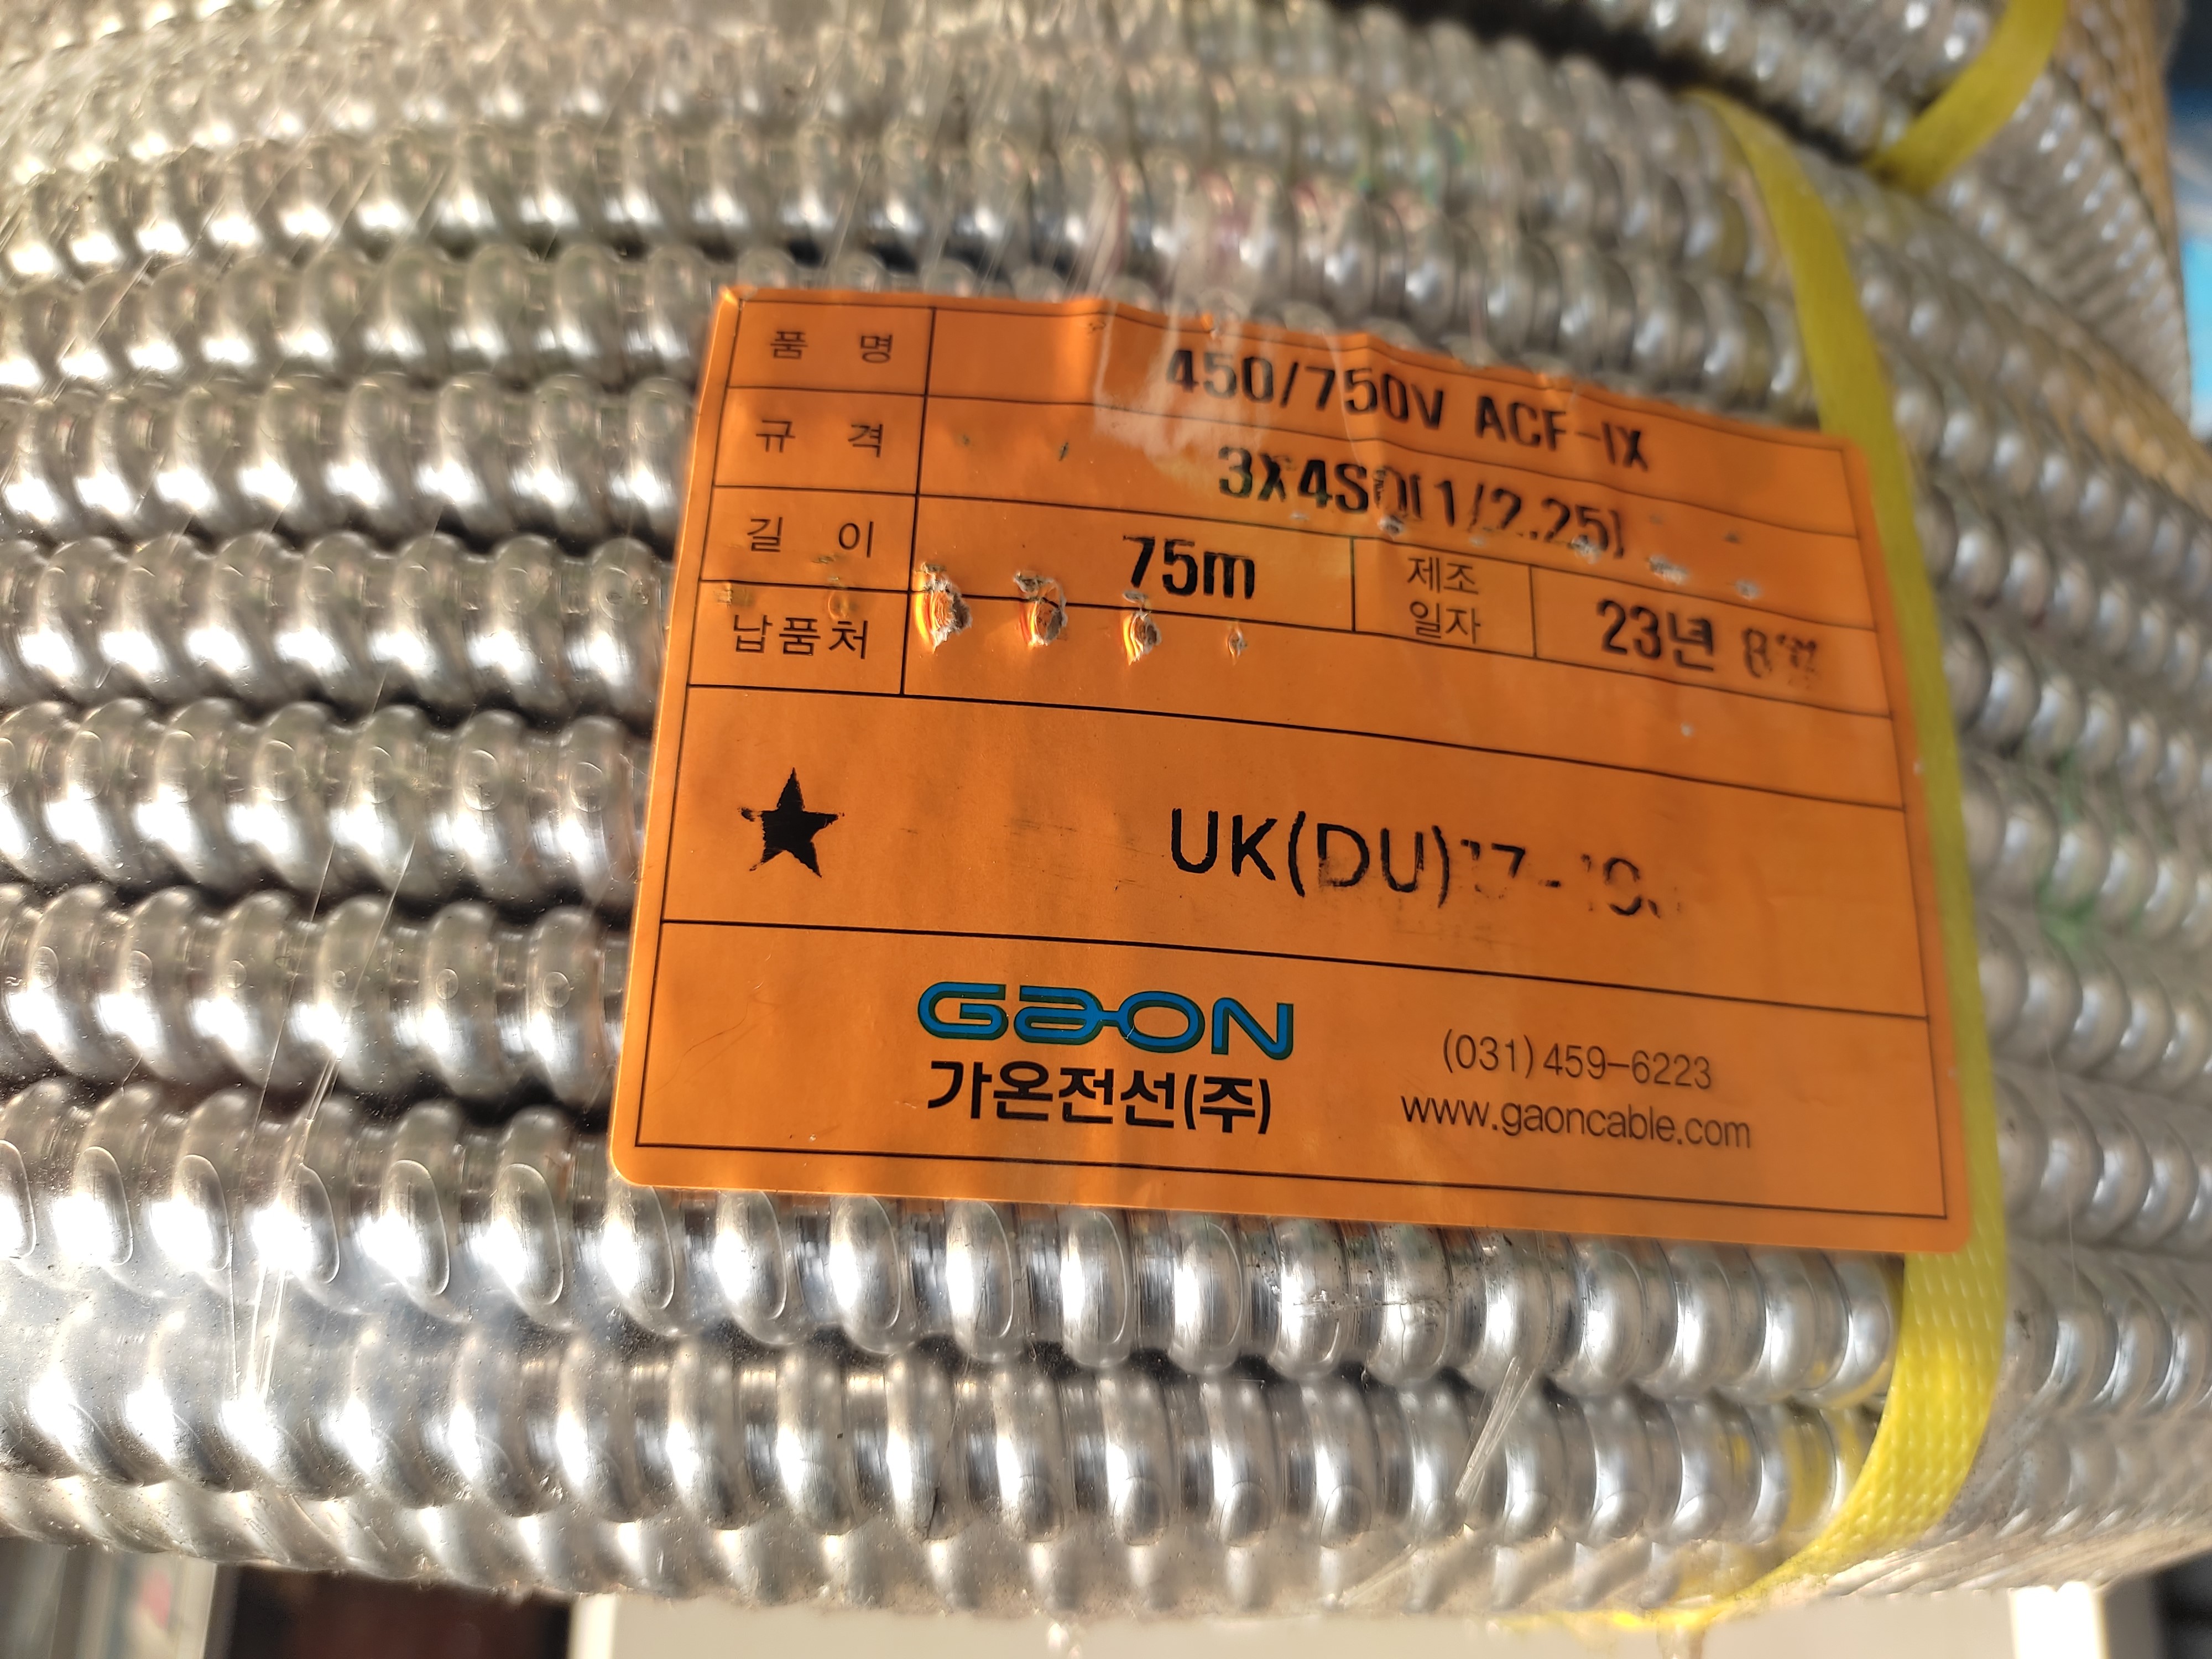 품 명 450/750V ACF-IX
규 격 3X4SQ(1/2.25)
길 이 75m 제조 일자 23년 8월
납품처
★ UK(DU)
GaON
가온전선(주)
(031)459-6223
www.gaoncable.com